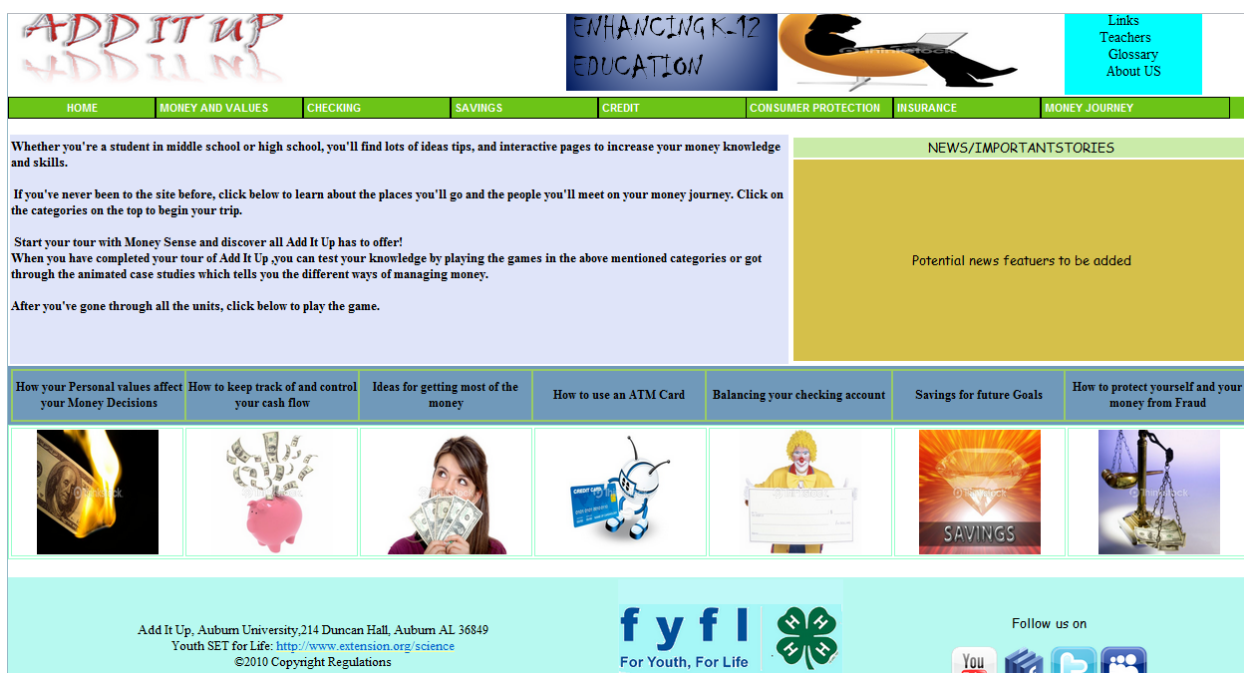 ADD IT UP
ENHANCING K-12
EDUCATION
Links
Teachers
Glossary
About US
HOME MONEY AND VALUES CHECKING SAVINGS CREDIT CONSUMER PROTECTION INSURANCE MONEY JOURNEY
Whether you're a student in middle school or high school, you'll find lots of ideas tips, and interactive pages to increase your money knowledge
and skills.
If you've never been to the site before, click below to learn about the places you'll go and the people you'll meet on your money journey. Click on
the categories on the top to begin your trip.
Start your tour with Money Sense and discover all Add It Up has to offer!
When you have completed your tour of Add It Up ,you can test your knowledge by playing the games in the above mentioned categories or got
through the animated case studies which tells you the different ways of managing money.
After you've gone through all the units, click below to play the game.
NEWS/IMPORTANTSTORIES
Potential news featuers to be added
How your Personal values affect
your Money Decisions
How to keep track of and control
your cash flow
Ideas for getting most of the
money
How to use an ATM Card
Balancing your checking account
Savings for future Goals
How to protect yourself and your
money from Fraud
CREDIT CARD
SAVINGS
Add It Up, Auburn University,214 Duncan Hall, Auburn AL 36849
Youth SET for Life: http://www.extension.org/science
©2010 Copyright Regulations
fyfl
For Youth, For Life
H H H H
Follow us on
You